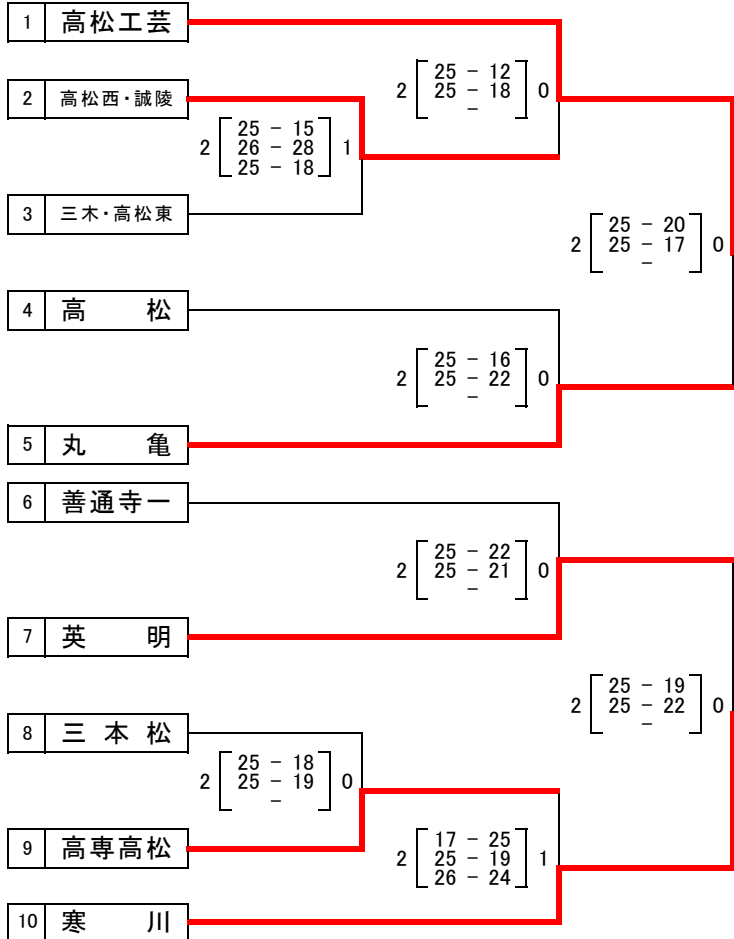 1 高松工芸
2 高松西・誠陵
3 三木・高松東
4 高 松
5 丸 亀
6 善通寺一
7 英 明
8 三 本 松
9 高専高松
10 寒 川
25 － 15
2 26 － 28 1
25 － 18
25 － 12
2 25 － 18 0
－
25 － 16
2 25 － 22 0
－
25 － 20
2 25 － 17 0
－
25 － 22
2 25 － 21 0
－
25 － 18
2 25 － 19 0
－
17 － 25
2 25 － 19 1
26 － 24
25 － 19
2 25 － 22 0
－